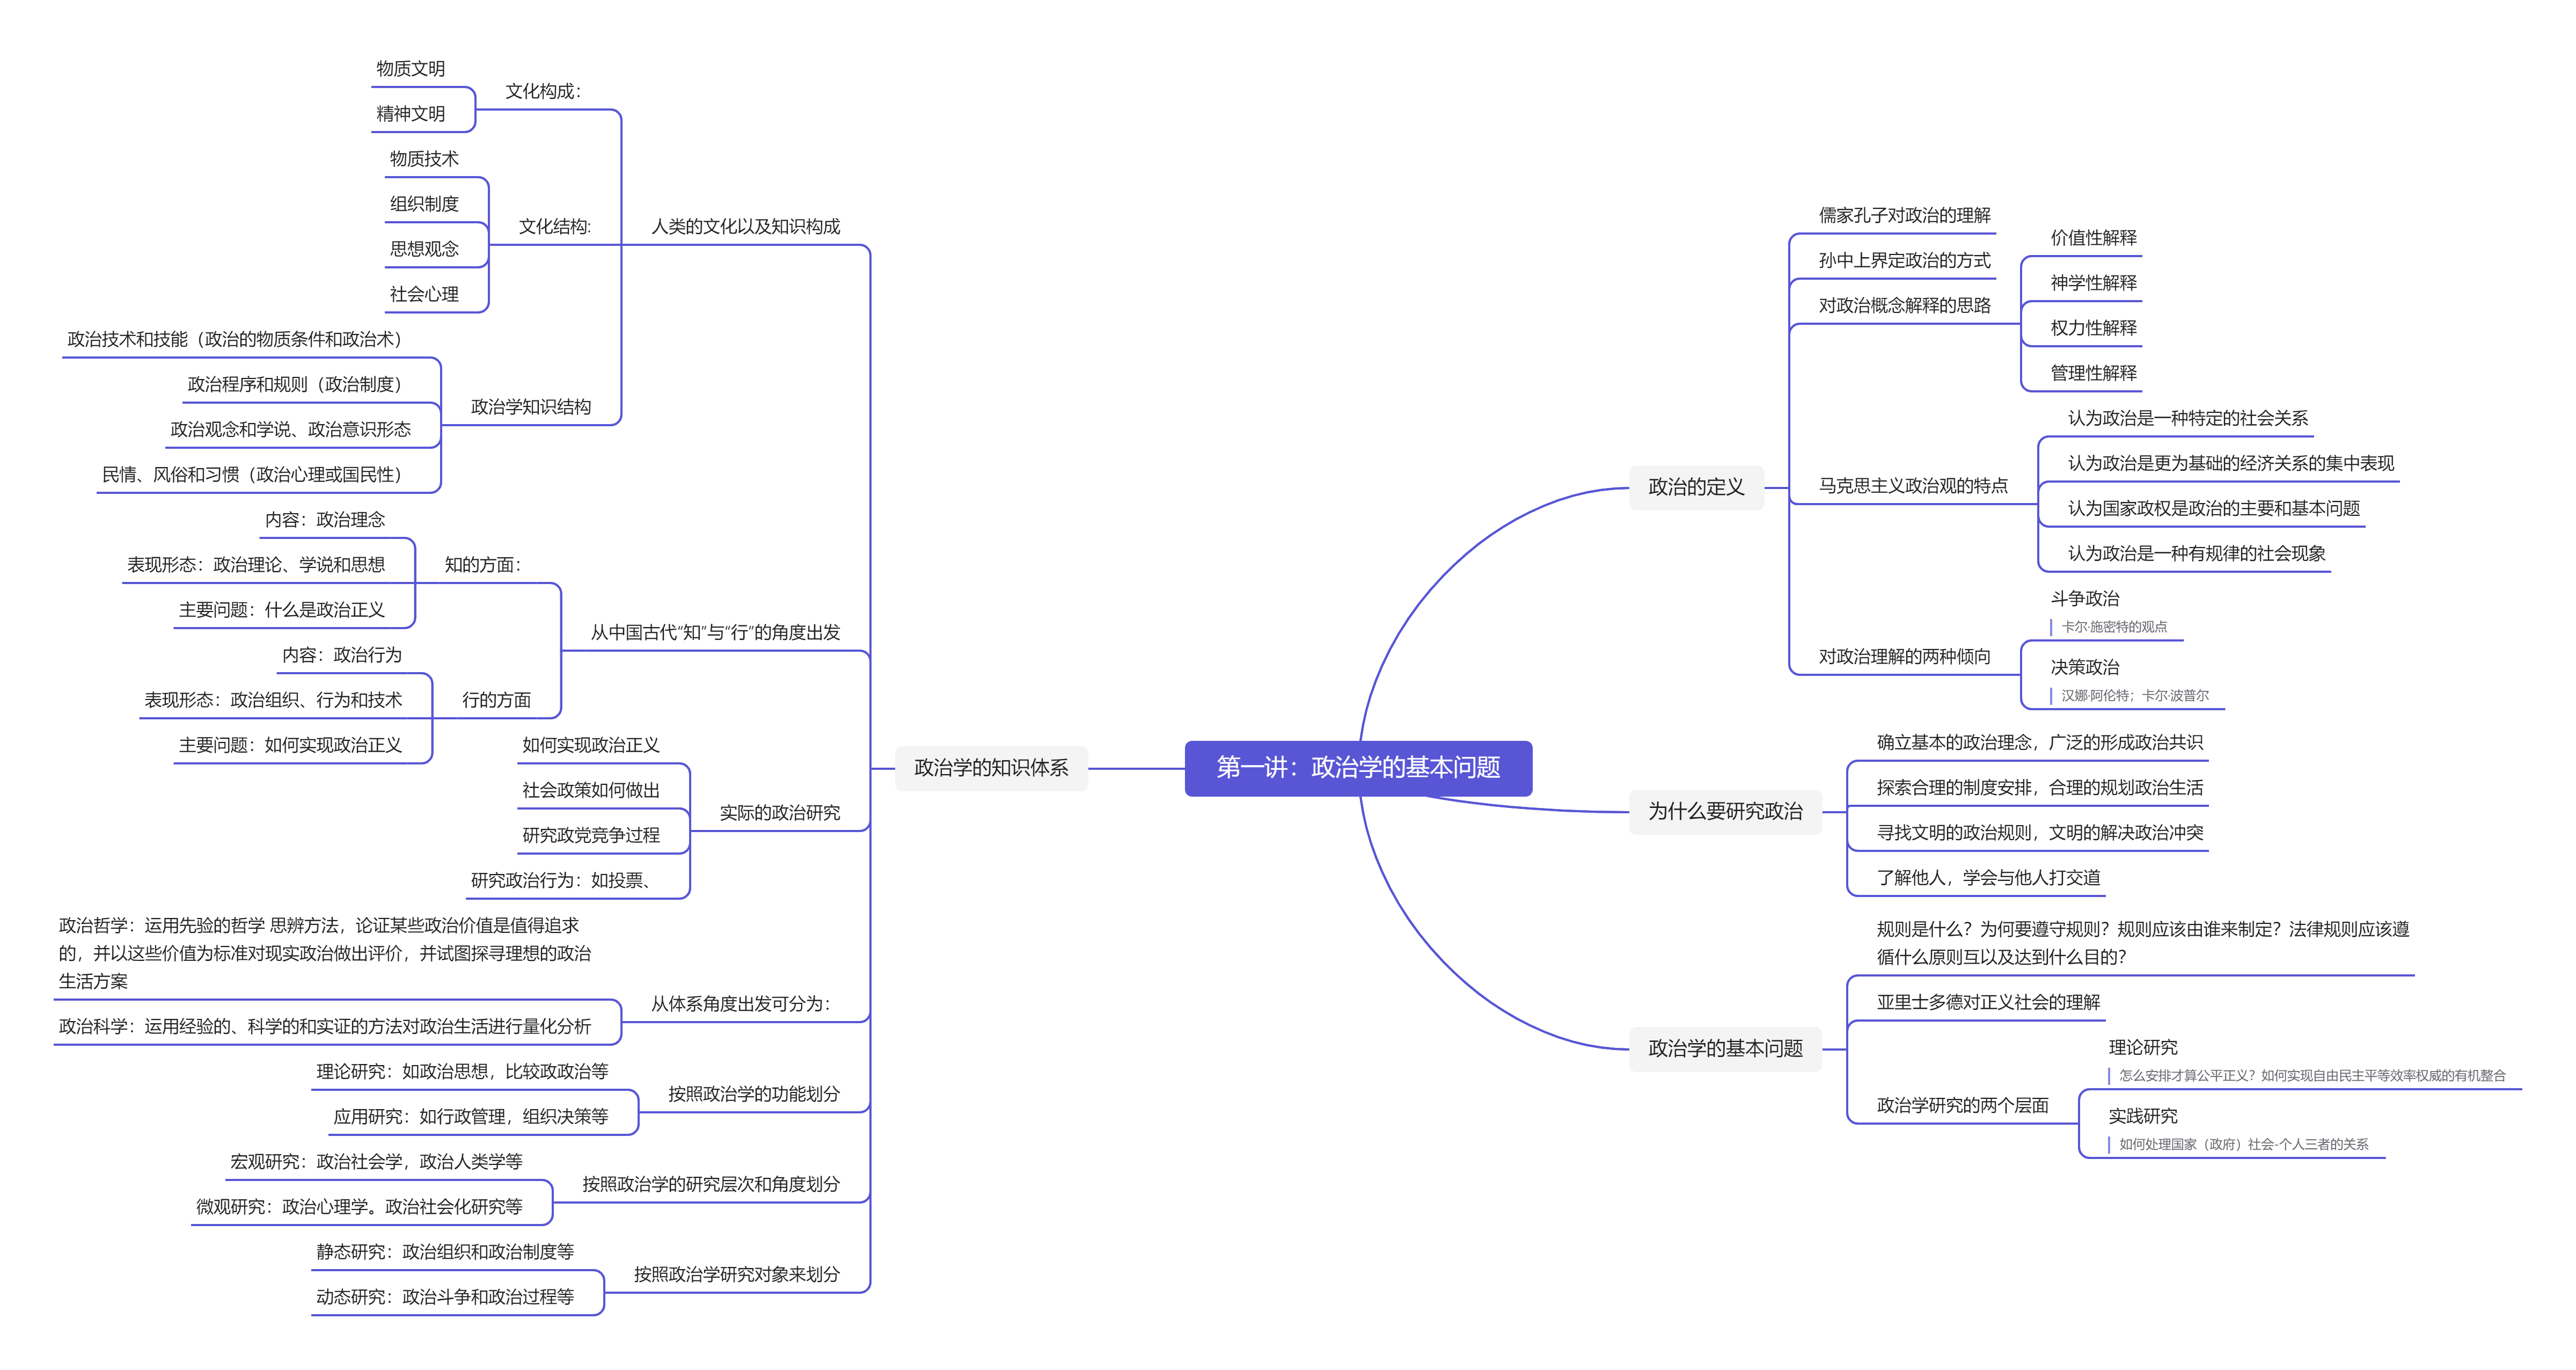 第一讲：政治学的基本问题
政治的定义
儒家孔子对政治的理解
孙中上界定政治的方式
对政治概念解释的思路
价值性解释
神学性解释
权力性解释
管理性解释
马克思主义政治观的特点
认为政治是一种特定的社会关系
认为政治是更为基础的经济关系的集中表现
认为国家政权是政治的主要和基本问题
认为政治是一种有规律的社会现象
对政治理解的两种倾向
斗争政治
卡尔·施密特的观点
决策政治
汉娜·阿伦特；卡尔·波普尔
为什么要研究政治
确立基本的政治理念，广泛的形成政治共识
探索合理的制度安排，合理的规划政治生活
寻找文明的政治规则，文明的解决政治冲突
了解他人，学会与他人打交道
政治学的基本问题
规则是什么？为何要遵守规则？规则应该由谁来制定？法律规则应该遵
循什么原则互以及达到什么目的？
亚里士多德对正义社会的理解
政治学研究的两个层面
理论研究
怎么安排才算公平正义？如何实现自由民主平等效率权威的有机整合
实践研究
如何处理国家（政府）社会-个人三者的关系
政治学的知识体系
人类的文化以及知识构成
文化构成：
物质文明
精神文明
文化结构:
物质技术
组织制度
思想观念
社会心理
政治学知识结构
政治技术和技能（政治的物质条件和政治术）
政治程序和规则（政治制度）
政治观念和学说、政治意识形态
民情、风俗和习惯（政治心理或国民性）
从中国古代“知”与“行”的角度出发
知的方面：
内容：政治理念
表现形态：政治理论、学说和思想
主要问题：什么是政治正义
行的方面
内容：政治行为
表现形态：政治组织、行为和技术
主要问题：如何实现政治正义
实际的政治研究
如何实现政治正义
社会政策如何做出
研究政党竞争过程
研究政治行为：如投票、
从体系角度出发可分为：
政治哲学：运用先验的哲学 思辨方法，论证某些政治价值是值得追求
的，并以这些价值为标准对现实政治做出评价，并试图探寻理想的政治
生活方案
政治科学：运用经验的、科学的和实证的方法对政治生活进行量化分析
按照政治学的功能划分
理论研究：如政治思想，比较政政治等
应用研究：如行政管理，组织决策等
按照政治学的研究层次和角度划分
宏观研究：政治社会学，政治人类学等
微观研究：政治心理学。政治社会化研究等
按照政治学研究对象来划分
静态研究：政治组织和政治制度等
动态研究：政治斗争和政治过程等